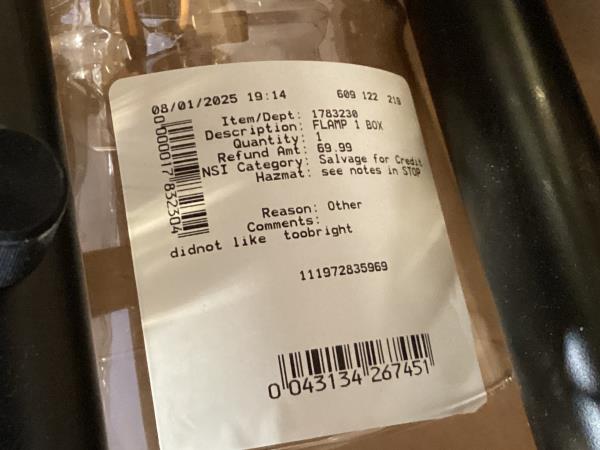 08/01/2025 19:14 609 122 219
Item/Dept: 1783230
Description: FLAMP 1 BOX
Quantity: 1
Refund Amt: 69.99
NSI Category: Salvage for Credit
Hazmat: see notes in STOP
0000017832304
Reason: Other
Comments:
didnot like toobright
111972835969
0 043134 267451